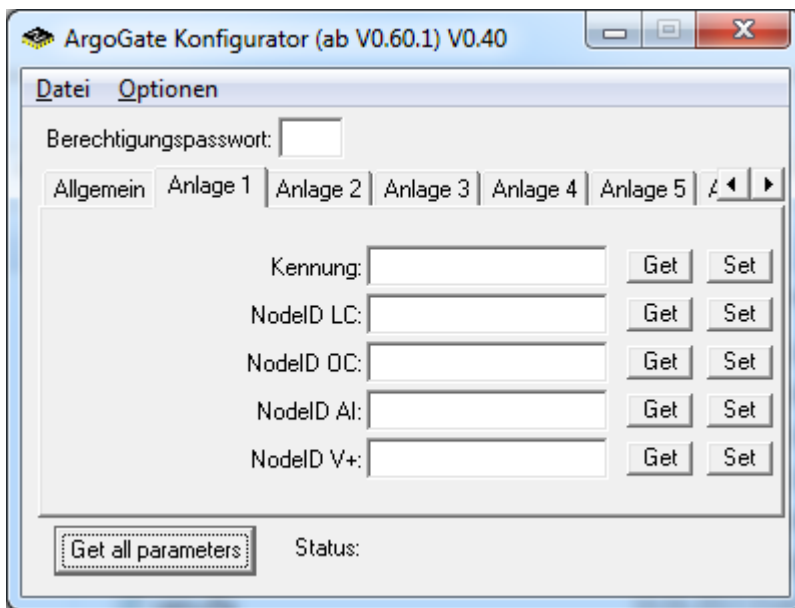 ArgoGate Konfigurator (ab V0.60.1) V0.40
Datei Optionen
Berechtigungspasswort:
Allgemein Anlage 1 Anlage 2 Anlage 3 Anlage 4 Anlage 5
Kennung: Get Set
NodeID LC: Get Set
NodeID OC: Get Set
NodeID AI: Get Set
NodeID V+: Get Set
Get all parameters Status: